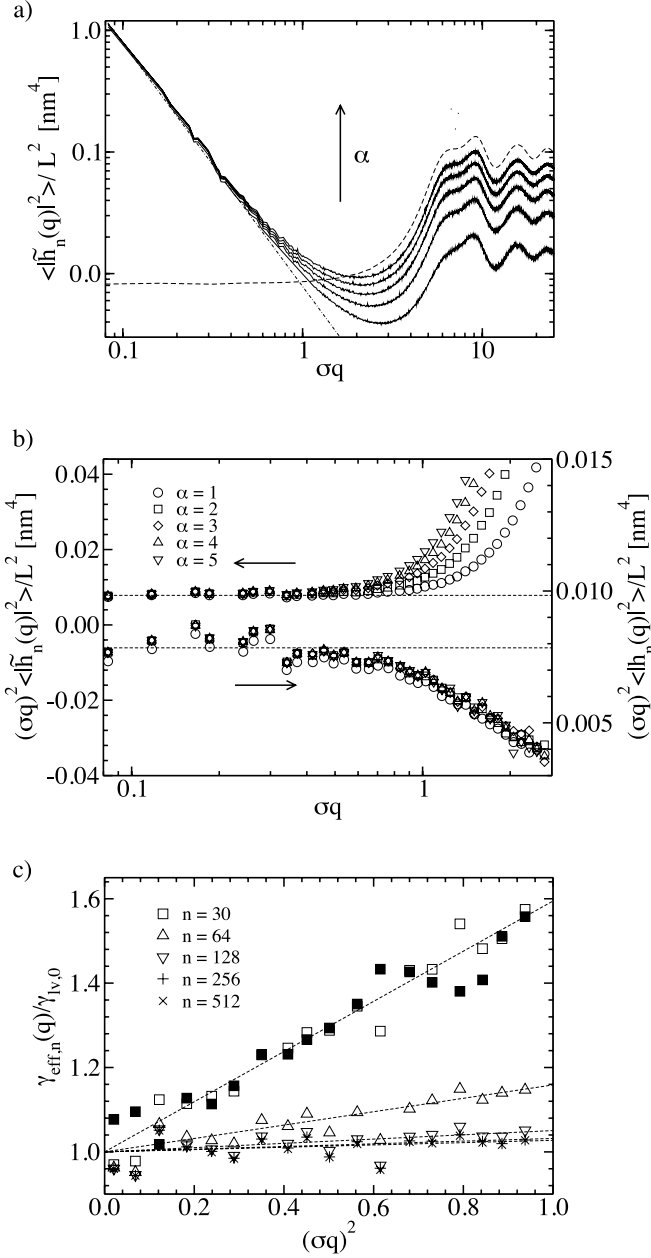 a)
<|h̃n(q)|²>/ L² [nm⁴]
1.0
0.1
0.0
α
0.1
1
10
σq
b)
(σq)² <|h̃n(q)|²>/L² [nm⁴]
0.04
0.02
0.00
-0.02
-0.04
α = 1
α = 2
α = 3
α = 4
α = 5
0.015
0.010
0.005
(σq)² <|hn(q)|²>/L² [nm⁴]
0.1
1
σq
c)
γeff,n(q)/γlv,0
1.6
1.4
1.2
1.0
0.8
n = 30
n = 64
n = 128
n = 256
n = 512
0.0
0.2
0.4
0.6
0.8
1.0
(σq)²